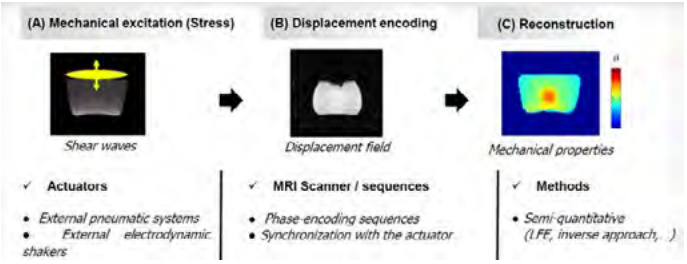 (A) Mechanical excitation (Stress)
(B) Displacement encoding
(C) Reconstruction
Shear waves
Displacement field
Mechanical properties
✓ Actuators
● External pneumatic systems
● External electrodynamic
shakers
✓ MRI Scanner / sequences
● Phase-encoding sequences
● Synchronization with the actuator
✓ Methods
● Semi-quantitative
(LFE, inverse approach,..)